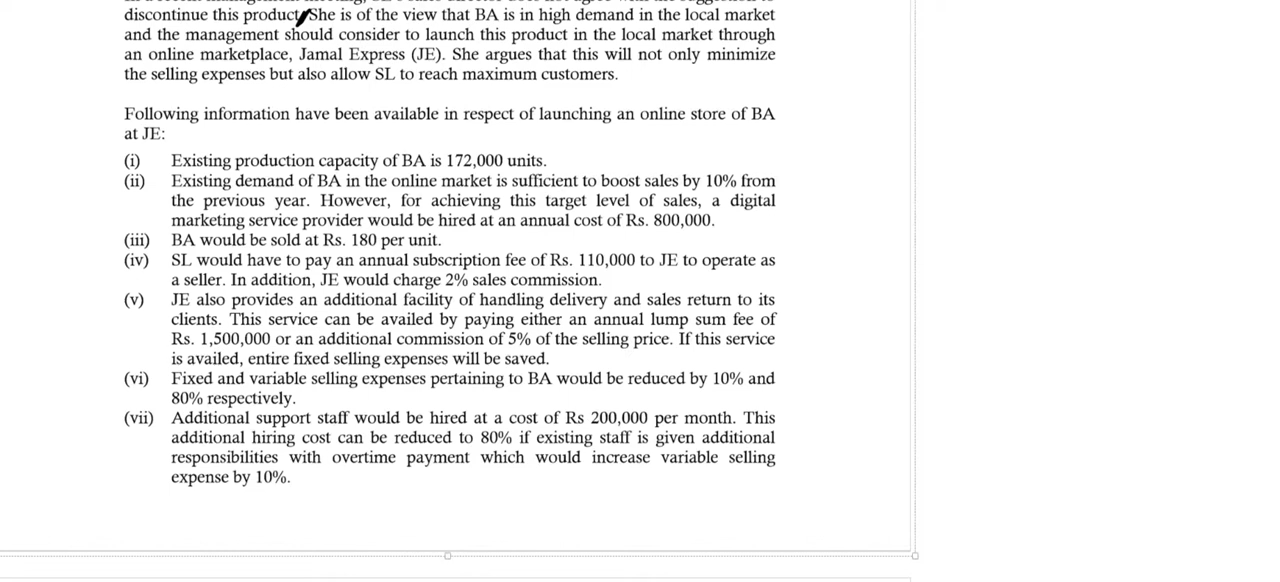 discontinue this product. She is of the view that BA is in high demand in the local market
and the management should consider to launch this product in the local market through
an online marketplace, Jamal Express (JE). She argues that this will not only minimize
the selling expenses but also allow SL to reach maximum customers.
Following information have been available in respect of launching an online store of BA
at JE:
(i) Existing production capacity of BA is 172,000 units.
(ii) Existing demand of BA in the online market is sufficient to boost sales by 10% from
the previous year. However, for achieving this target level of sales, a digital
marketing service provider would be hired at an annual cost of Rs. 800,000.
(iii) BA would be sold at Rs. 180 per unit.
(iv) SL would have to pay an annual subscription fee of Rs. 110,000 to JE to operate as
a seller. In addition, JE would charge 2% sales commission.
(v) JE also provides an additional facility of handling delivery and sales return to its
clients. This service can be availed by paying either an annual lump sum fee of
Rs. 1,500,000 or an additional commission of 5% of the selling price. If this service
is availed, entire fixed selling expenses will be saved.
(vi) Fixed and variable selling expenses pertaining to BA would be reduced by 10% and
80% respectively.
(vii) Additional support staff would be hired at a cost of Rs 200,000 per month. This
additional hiring cost can be reduced to 80% if existing staff is given additional
responsibilities with overtime payment which would increase variable selling
expense by 10%.